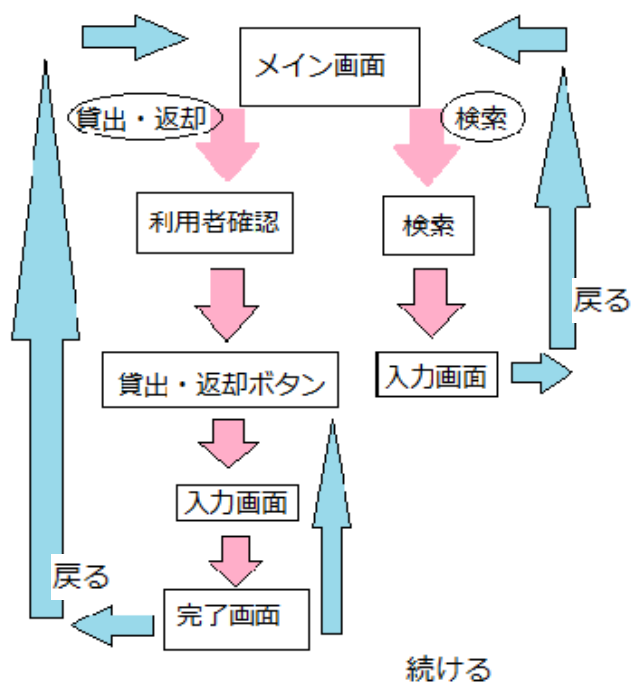 メイン画面
貸出・返却
検索
利用者確認
検索
戻る
貸出・返却ボタン
入力画面
入力画面
戻る
完了画面
続ける